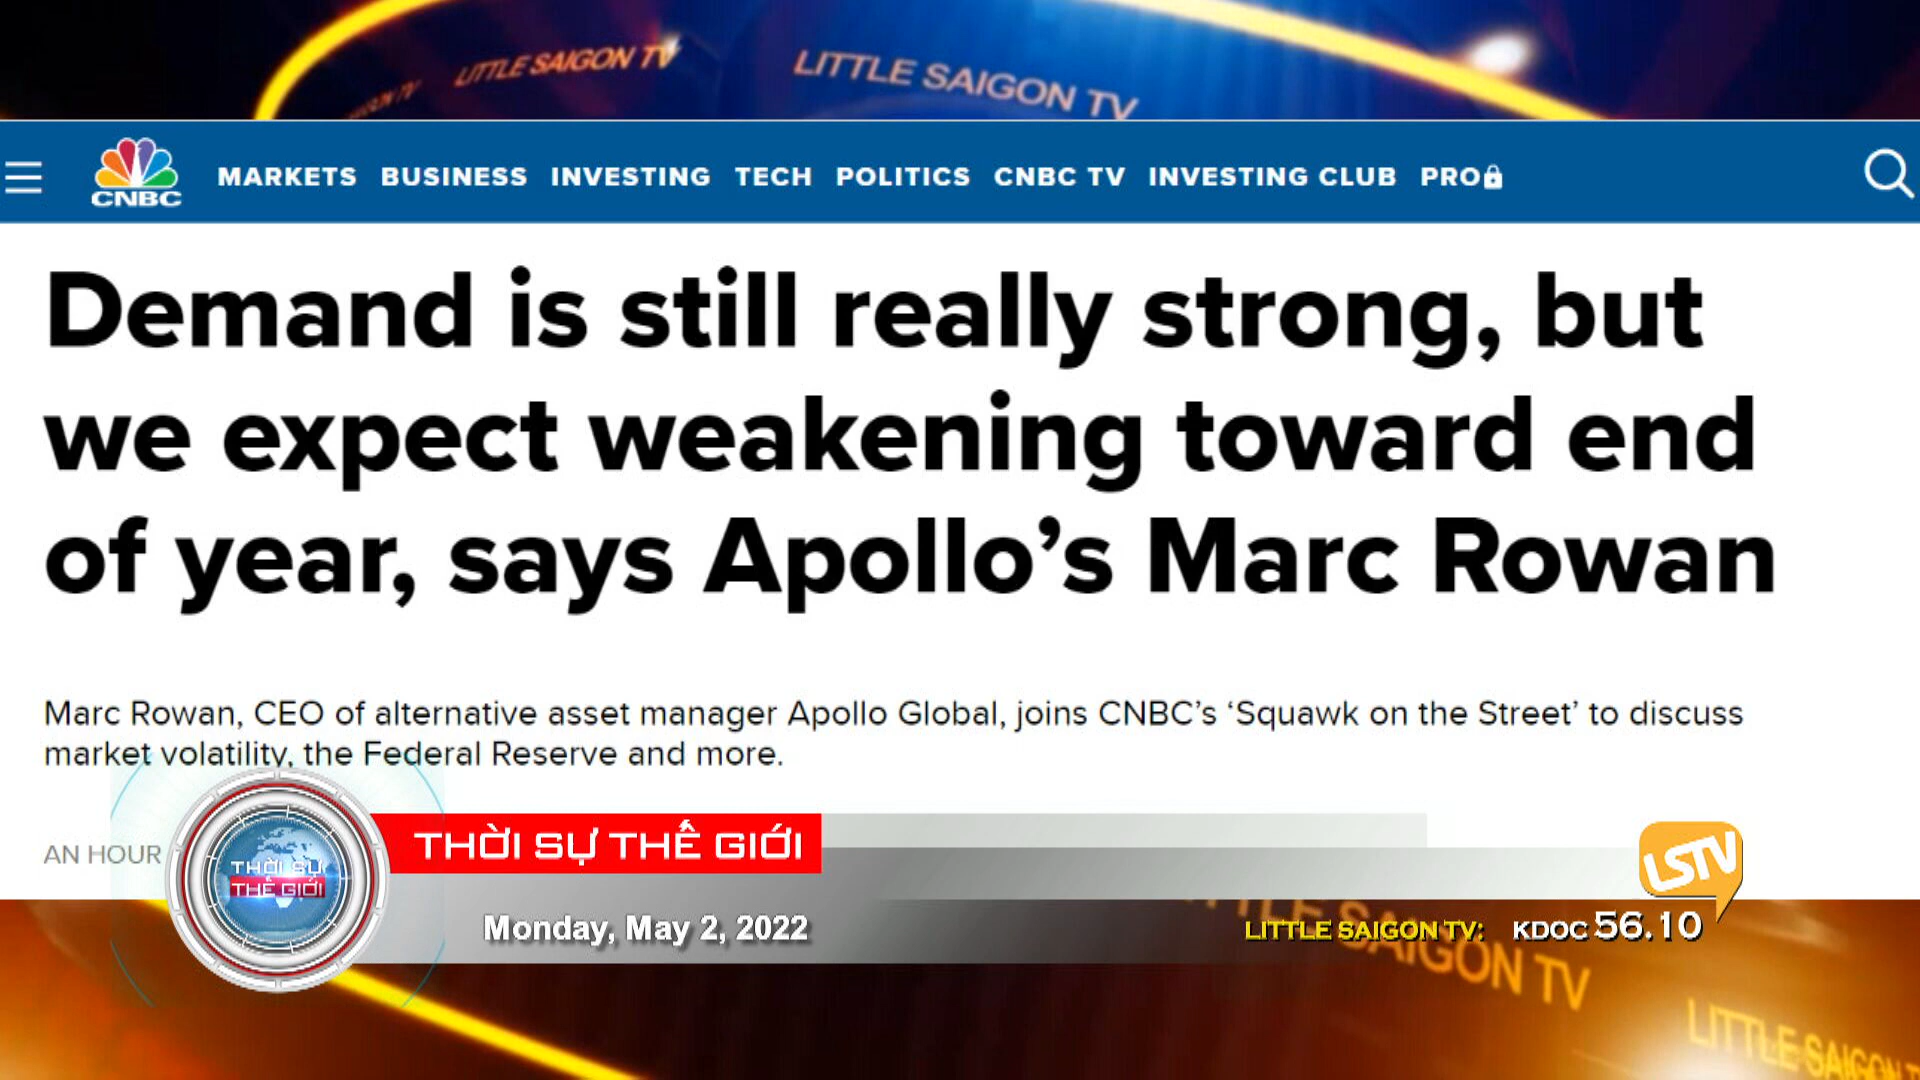 LITTLE SAIGON TV
LITTLE SAIGON TV
CNBC
MARKETS BUSINESS INVESTING TECH POLITICS CNBC TV INVESTING CLUB PRO
Demand is still really strong, but
we expect weakening toward end
of year, says Apollo’s Marc Rowan
Marc Rowan, CEO of alternative asset manager Apollo Global, joins CNBC’s ‘Squawk on the Street’ to discuss
market volatility, the Federal Reserve and more.
AN HOUR
THỜI SỰ
THẾ GIỚI
THỜI SỰ THẾ GIỚI
LSTV
Monday, May 2, 2022
LITTLE SAIGON TV: KDOC 56.10
SAIGON TV
LITTLE SAIGON